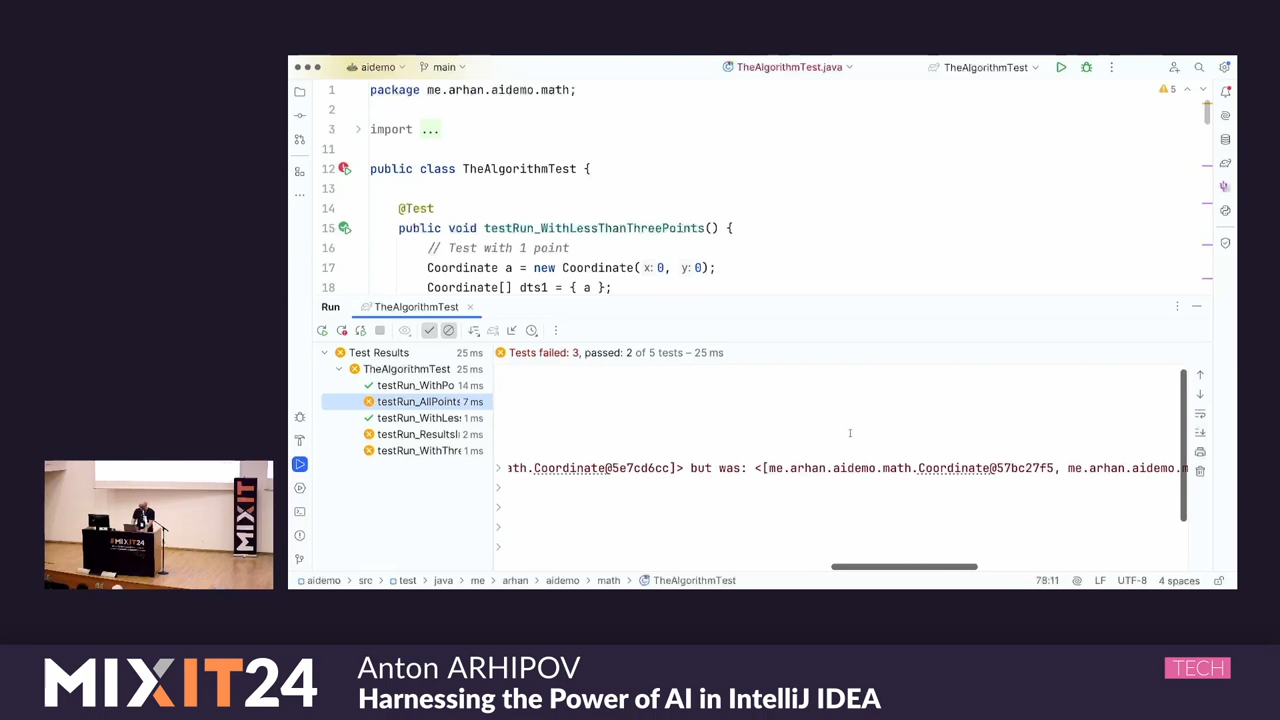 aidemo
main
TheAlgorithmTest.java
TheAlgorithmTest
1 package me.arhan.aidemo.math;
5
2
3 import ...
11
12 public class TheAlgorithmTest {
13
14 @Test
15 public void testRun_WithLessThanThreePoints() {
16 // Test with 1 point
17 Coordinate a = new Coordinate( x: 0, y: 0);
18 Coordinate[] dts1 = { a };
Run TheAlgorithmTest
Test Results 25 ms
Tests failed: 3, passed: 2 of 5 tests – 25 ms
TheAlgorithmTest 25 ms
testRun_WithPo 14 ms
testRun_AllPoints 7 ms
testRun_WithLes 1 ms
testRun_ResultsI 2 ms
testRun_WithThre 1 ms
ath.Coordinate@5e7cd6cc]> but was: <[me.arhan.aidemo.math.Coordinate@57bc27f5, me.arhan.aidemo.m
aidemo > src > test > java > me > arhan > aidemo > math > TheAlgorithmTest
78:11 LF UTF-8 4 spaces
MIXIT
MIXIT24
MIXIT24
Anton ARHIPOV
Harnessing the Power of AI in IntelliJ IDEA
TECH